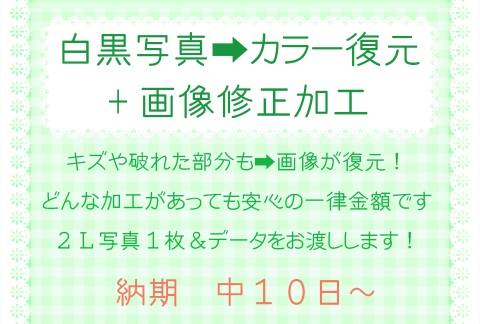 白黒写真➡カラー復元
+画像修正加工
キズや破れた部分も➡画像が復元！
どんな加工があっても安心の一律金額です
２Ｌ写真１枚＆データをお渡しします！
納期　中１０日～